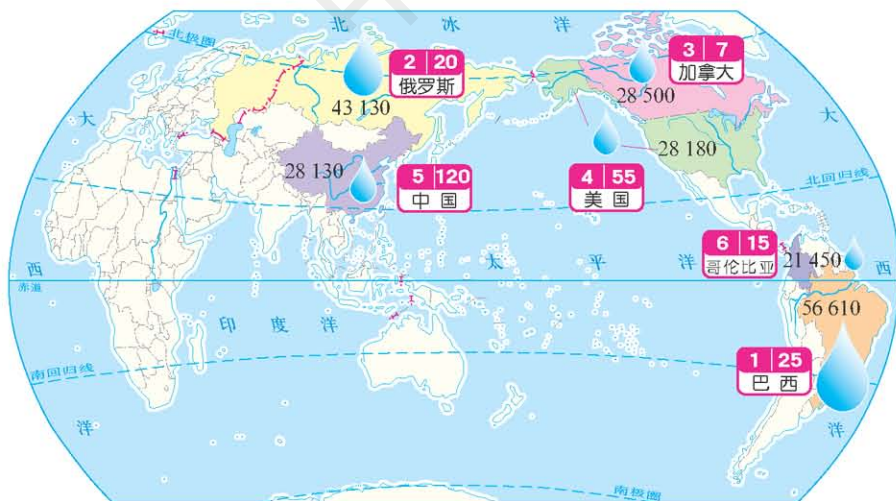 北 冰 洋
北极圈
2 20
俄罗斯
43 130
3 7
加拿大
28 500
大
大
28 130
5 120
中国
4 55
美国
28 180
北回归线
西
赤道
太 平 洋
6 15
哥伦比亚
21 450
西
印 度 洋
56 610
南回归线
1 25
巴西
洋
洋
南极圈